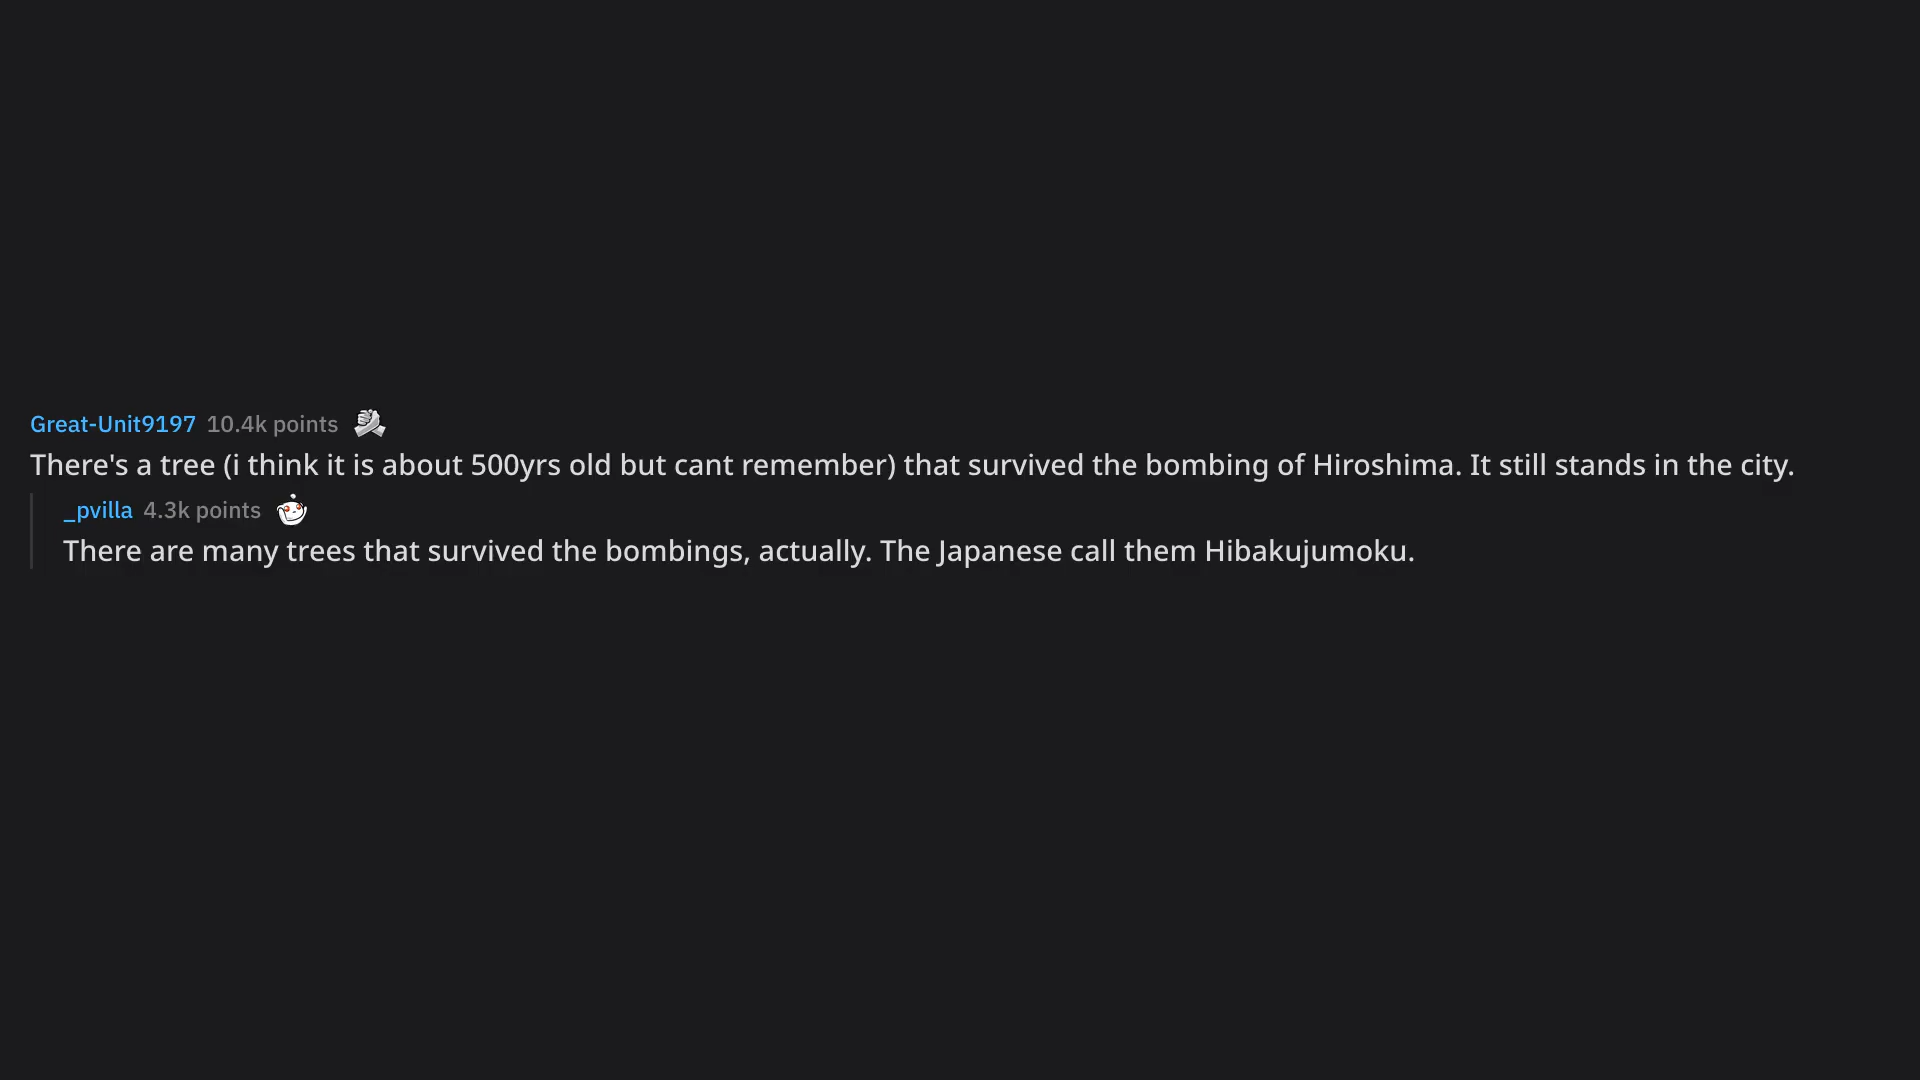 Great-Unit9197 10.4k points
There's a tree (i think it is about 500yrs old but cant remember) that survived the bombing of Hiroshima. It still stands in the city.
_pvilla 4.3k points
There are many trees that survived the bombings, actually. The Japanese call them Hibakujumoku.